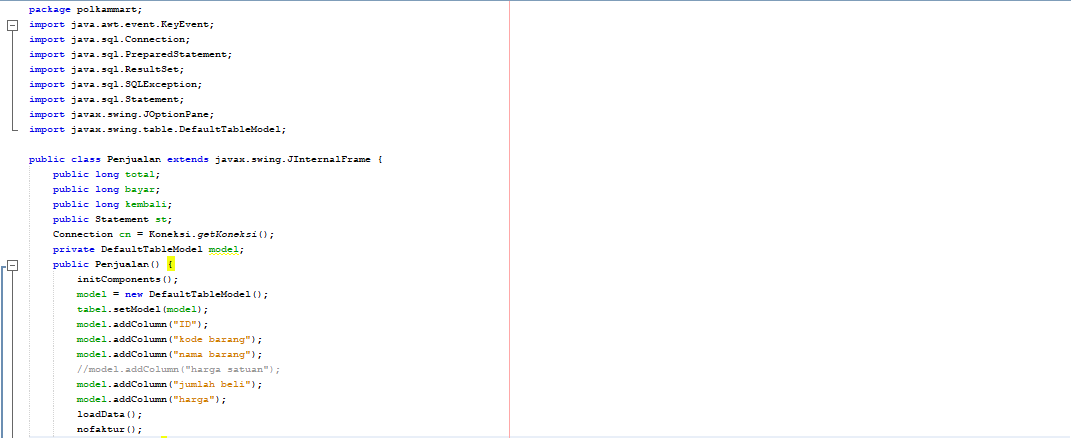 package polkammart;
import java.awt.event.KeyEvent;
import java.sql.Connection;
import java.sql.PreparedStatement;
import java.sql.ResultSet;
import java.sql.SQLException;
import java.sql.Statement;
import javax.swing.JOptionPane;
import javax.swing.table.DefaultTableModel;
public class Penjualan extends javax.swing.JInternalFrame {
public long total;
public long bayar;
public long kembali;
public Statement st;
Connection cn = Koneksi.getKoneksi();
private DefaultTableModel model;
public Penjualan() {
initComponents();
model = new DefaultTableModel();
tabel.setModel(model);
model.addColumn("ID");
model.addColumn("kode barang");
model.addColumn("nama barang");
//model.addColumn("harga satuan");
model.addColumn("jumlah beli");
model.addColumn("harga");
loadData();
nofaktur();